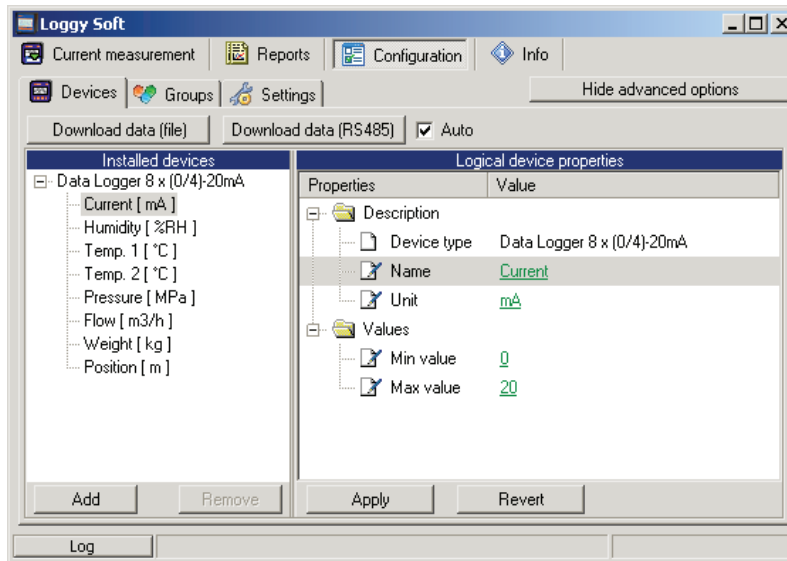 Loggy Soft
Current measurement Reports Configuration Info
Devices Groups Settings Hide advanced options
Download data (file) Download data (RS485) Auto
Installed devices Logical device properties
Data Logger 8 x (0/4)-20mA Properties Value
Current [ mA ] Description
Humidity [ %RH ] Device type Data Logger 8 x (0/4)-20mA
Temp. 1 [ °C ]
Temp. 2 [ °C ] Name Current
Pressure [ MPa ] Unit mA
Flow [ m3/h ] Values
Weight [ kg ] Min value 0
Position [ m ] Max value 20
Add Remove Apply Revert
Log